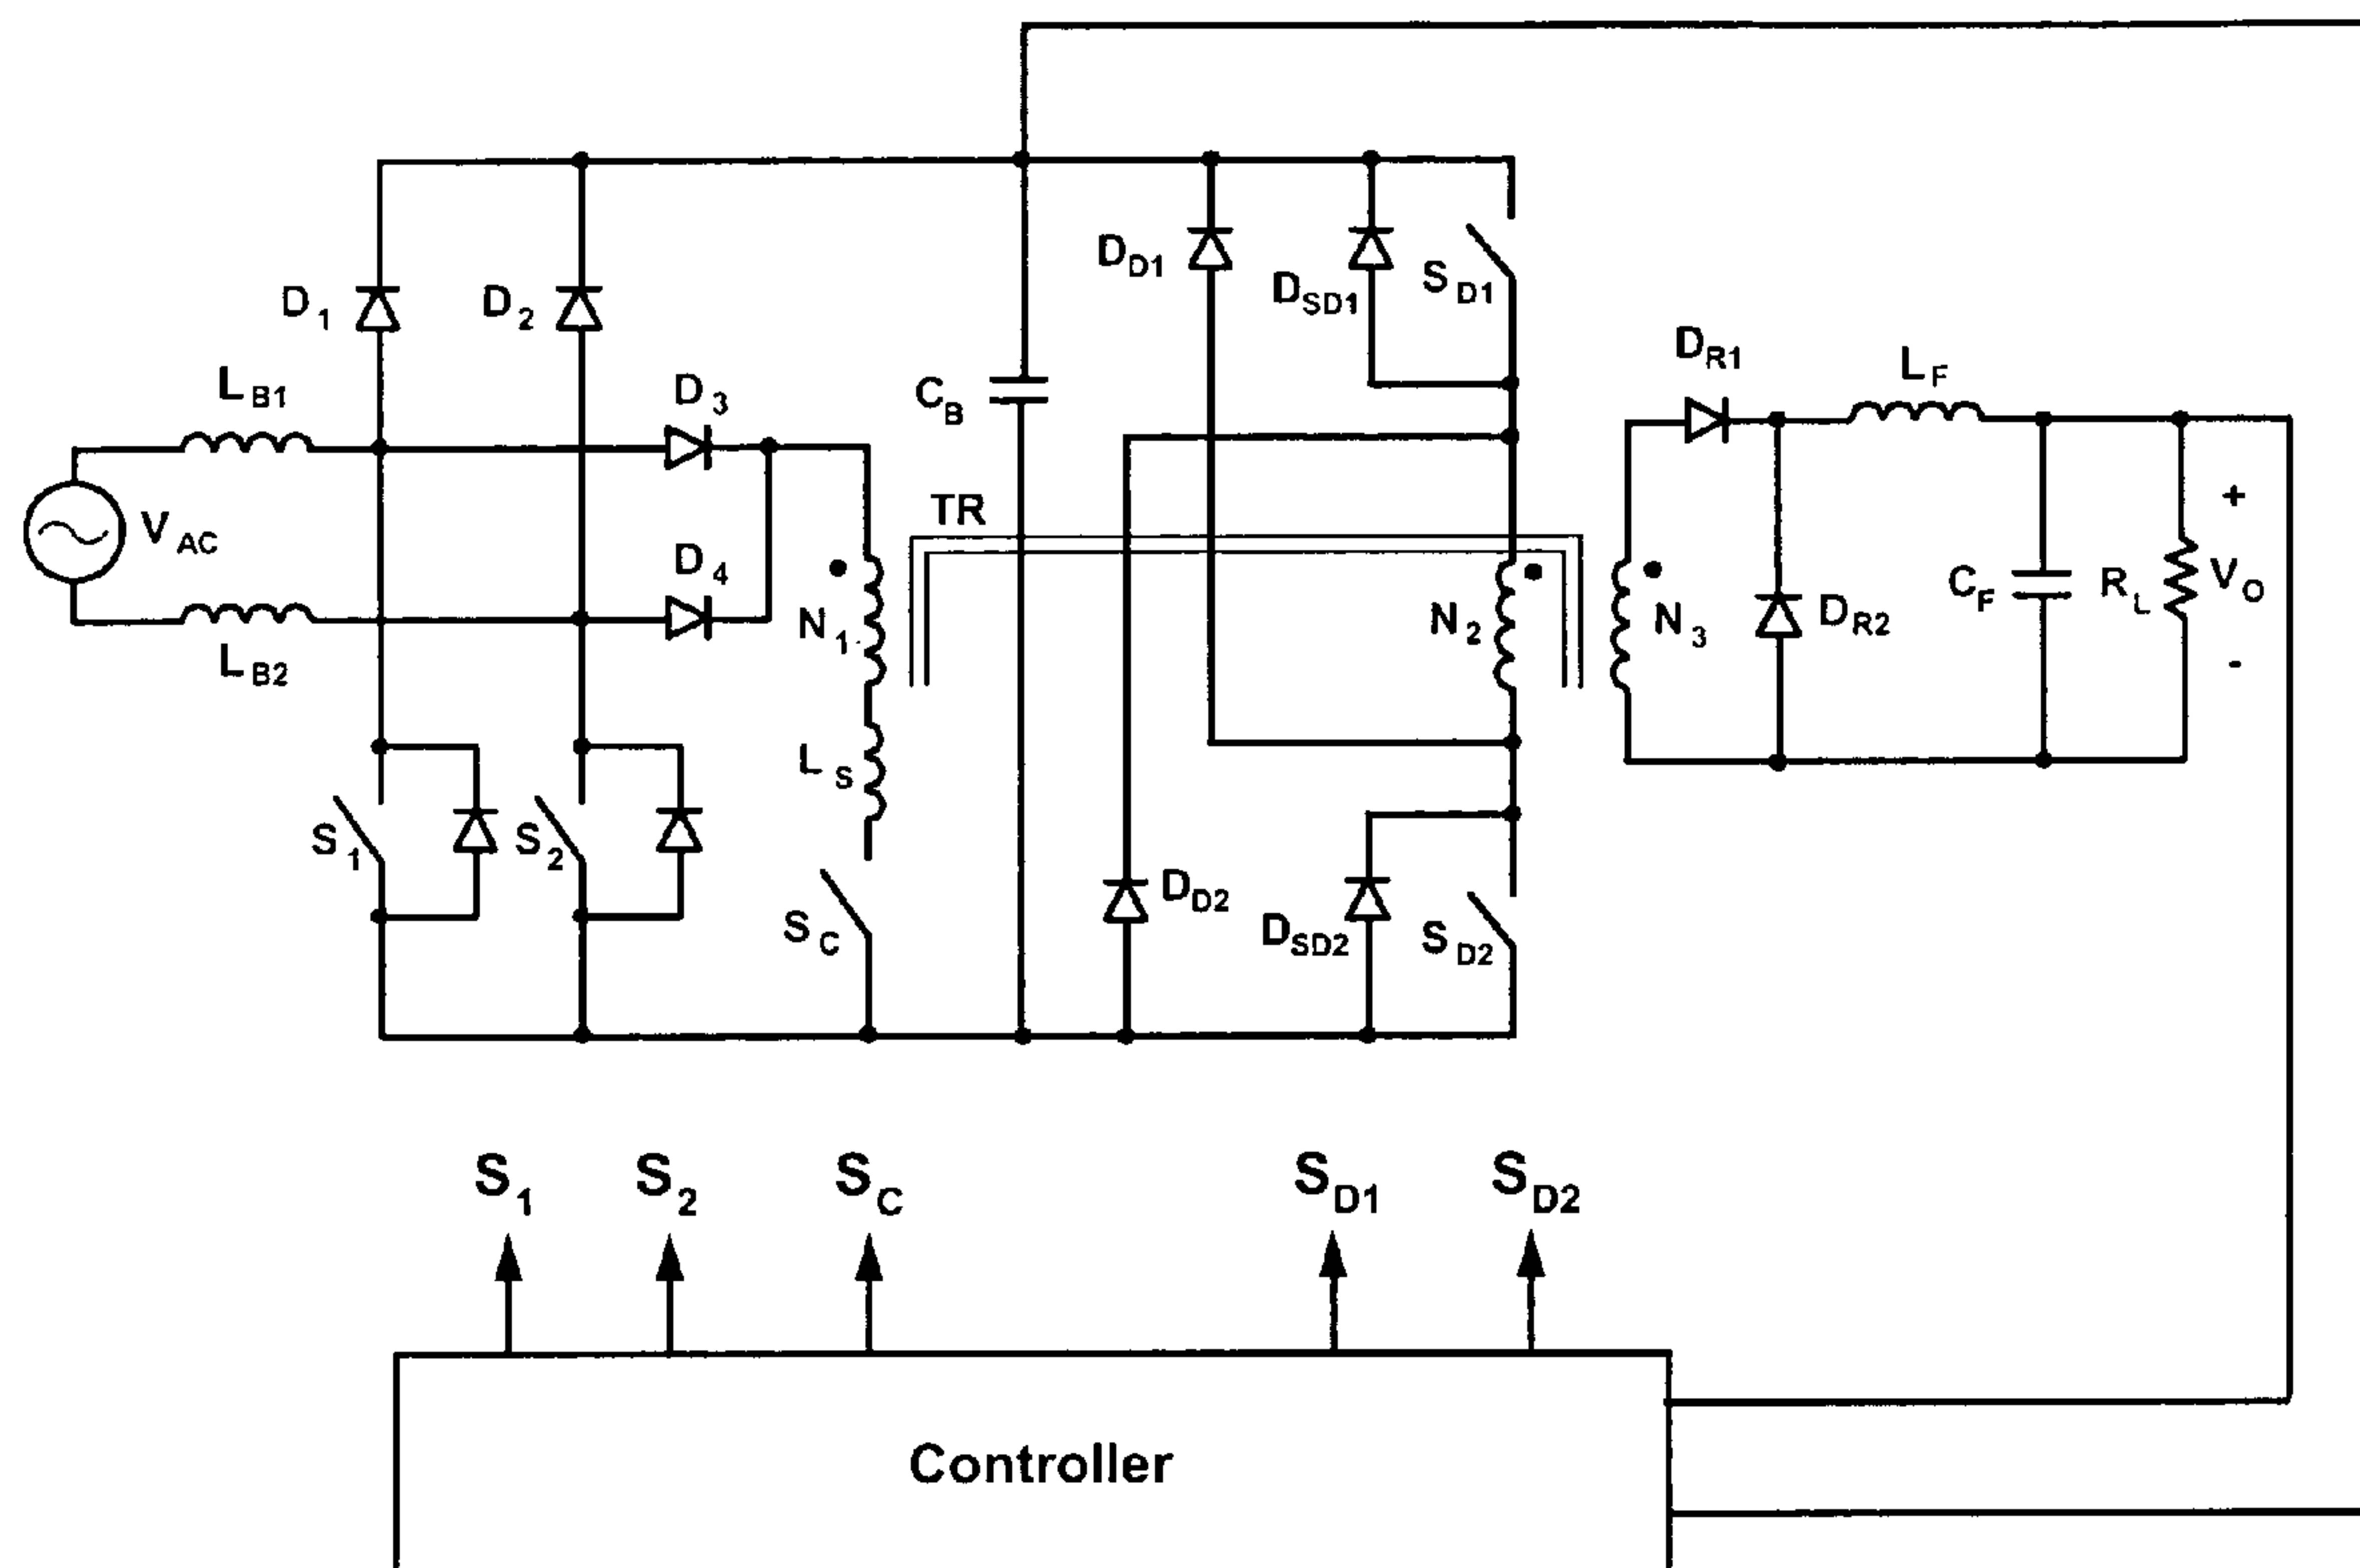 D1
D2
DD1
DSD1
SD1
LB1
D3
CB
DR1
LF
VAC
TR
+
D4
N1
N2
N3
DR2
CF
RL
VO
-
LB2
LS
S1
S2
SC
DD2
DSD2
SD2
S1
S2
SC
SD1
SD2
Controller